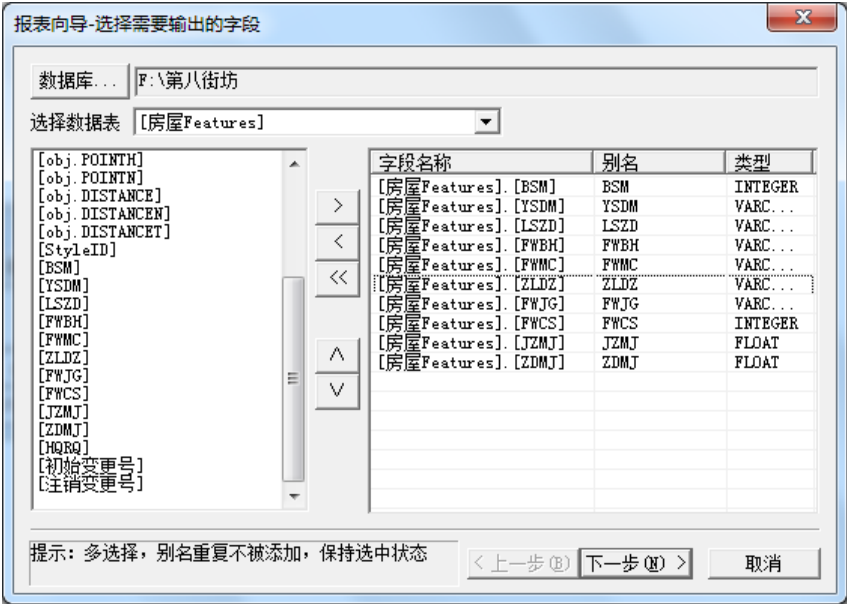 报表向导-选择需要输出的字段
数据库... F:\第八街坊
选择数据表 [房屋Features]
[obj.POINTH]
[obj.POINTN]
[obj.DISTANCE]
[obj.DISTANCEN]
[obj.DISTANCET]
[StyleID]
[BSM]
[YSDM]
[LSZD]
[FWBH]
[FWMC]
[ZLDZ]
[FWJG]
[FWCS]
[JZMJ]
[ZDMJ]
[HQRQ]
[初始变更号]
[注销变更号]
>
<
<<
∧
∨
字段名称 别名 类型
[房屋Features].[BSM] BSM INTEGER
[房屋Features].[YSDM] YSDM VARC...
[房屋Features].[LSZD] LSZD VARC...
[房屋Features].[FWBH] FWBH VARC...
[房屋Features].[FWMC] FWMC VARC...
[房屋Features].[ZLDZ] ZLDZ VARC...
[房屋Features].[FWJG] FWJG VARC...
[房屋Features].[FWCS] FWCS INTEGER
[房屋Features].[JZMJ] JZMJ FLOAT
[房屋Features].[ZDMJ] ZDMJ FLOAT
提示：多选择，别名重复不被添加，保持选中状态
<上一步(B) 下一步(N) > 取消